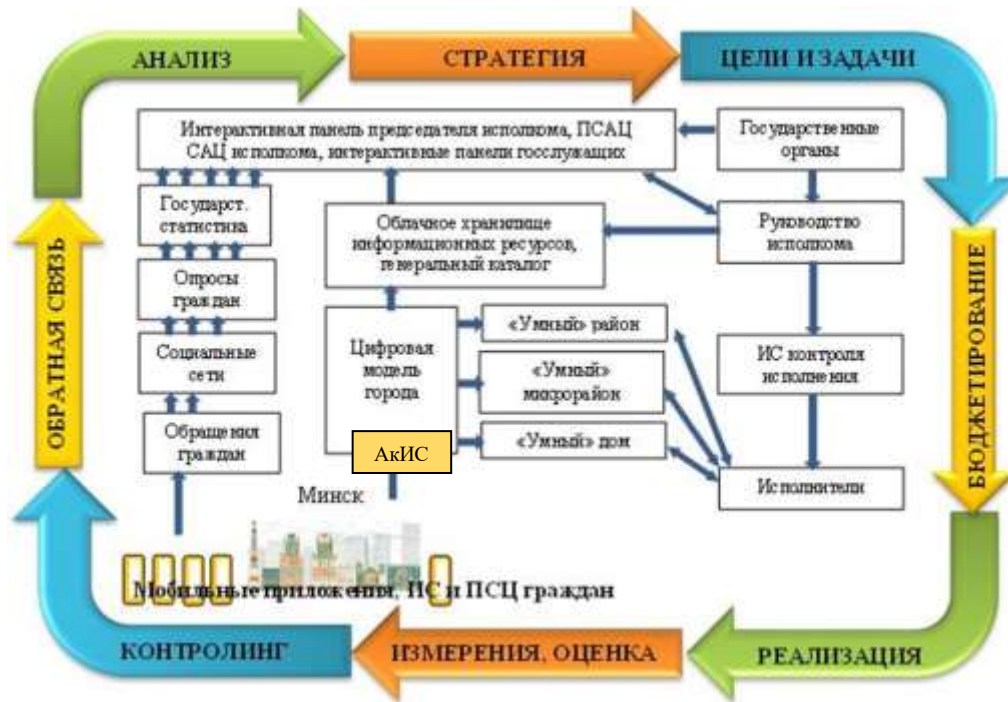 АНАЛИЗ
СТРАТЕГИЯ
ЦЕЛИ И ЗАДАЧИ
Интерактивная панель председателя исполкома, ПСАЦ
САЦ исполкома, интерактивные панели госслужащих
Государственные
органы
Государст.
статистика
Облачное хранилище
информационных ресурсов,
генеральный каталог
Руководство
исполкома
Опросы
граждан
Социальные
сети
Цифровая
модель
города
«Умный» район
«Умный»
микрорайон
«Умный» дом
ИС контроля
исполнения
Обращения
граждан
АкИС
Исполнители
Минск
Мобильные приложения, ИС и ПСЦ граждан
ОБРАТНАЯ СВЯЗЬ
БЮДЖЕТИРОВАНИЕ
КОНТРОЛИНГ
ИЗМЕРЕНИЯ, ОЦЕНКА
РЕАЛИЗАЦИЯ